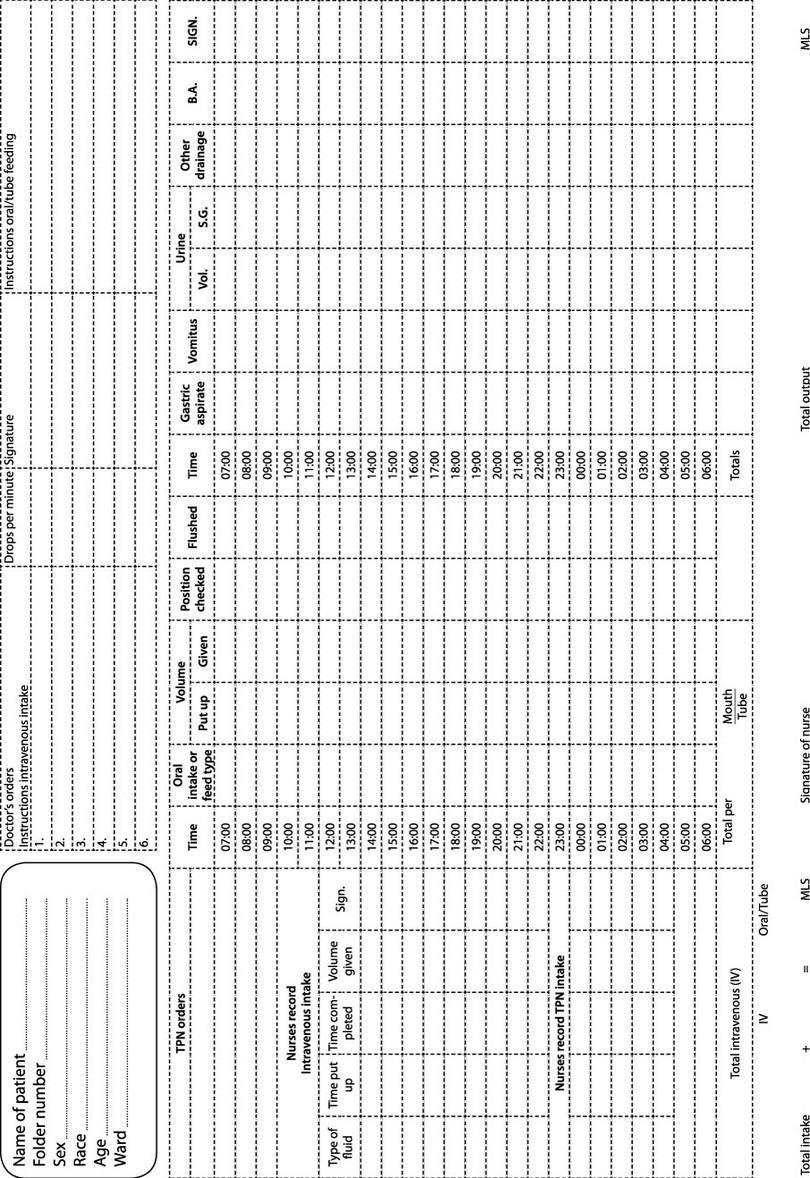 Name of patient
Folder number
Sex
Race
Age
Ward
Doctor's orders
Instructions intravenous intake
Drops per minute
Signature
Instructions oral/tube feeding
1.
2.
3.
4.
5.
6.
TPN orders
Time
Oral intake or feed type
Volume
Put up
Given
Position checked
Flushed
Time
Gastric aspirate
Vomitus
Urine
Vol.
S.G.
Other drainage
B.A.
SIGN.
07:00 07:00
08:00 08:00
09:00 09:00
Nurses record
10:00 10:00
Intravenous intake
11:00 11:00
Type of fluid
Time put up
Time com-pleted
Volume given
Sign.
12:00 12:00
13:00 13:00
14:00 14:00
15:00 15:00
16:00 16:00
17:00 17:00
18:00 18:00
19:00 19:00
20:00 20:00
21:00 21:00
22:00 22:00
Nurses record TPN intake
23:00 23:00
00:00 00:00
01:00 01:00
02:00 02:00
03:00 03:00
04:00 04:00
05:00 05:00
06:00 06:00
Total intravenous (IV)
Total per
Mouth
Tube
Totals
IV
Oral/Tube
Total intake + = MLS
Signature of nurse
Total output
MLS